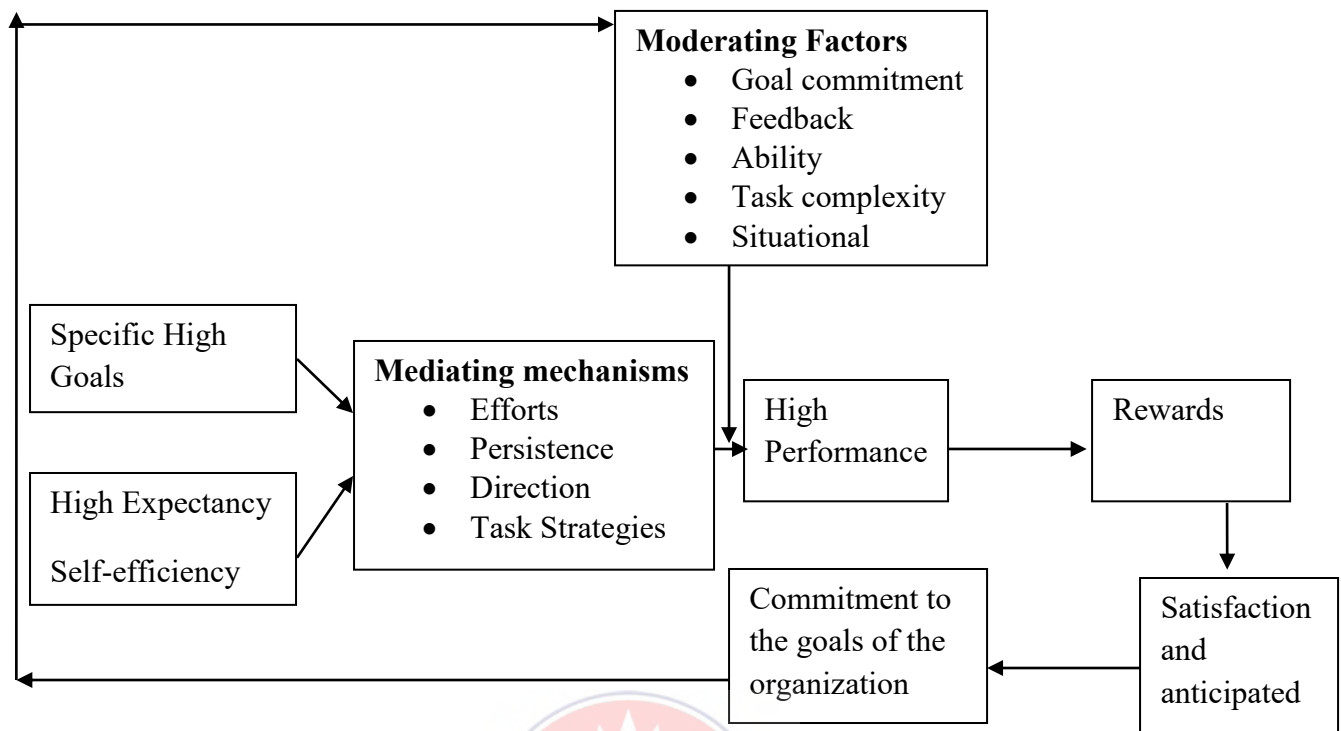 Moderating Factors
• Goal commitment
• Feedback
• Ability
• Task complexity
• Situational
Specific High
Goals
High Expectancy
Self-efficiency
Mediating mechanisms
• Efforts
• Persistence
• Direction
• Task Strategies
High
Performance
Rewards
Satisfaction
and
anticipated
Commitment to
the goals of the
organization